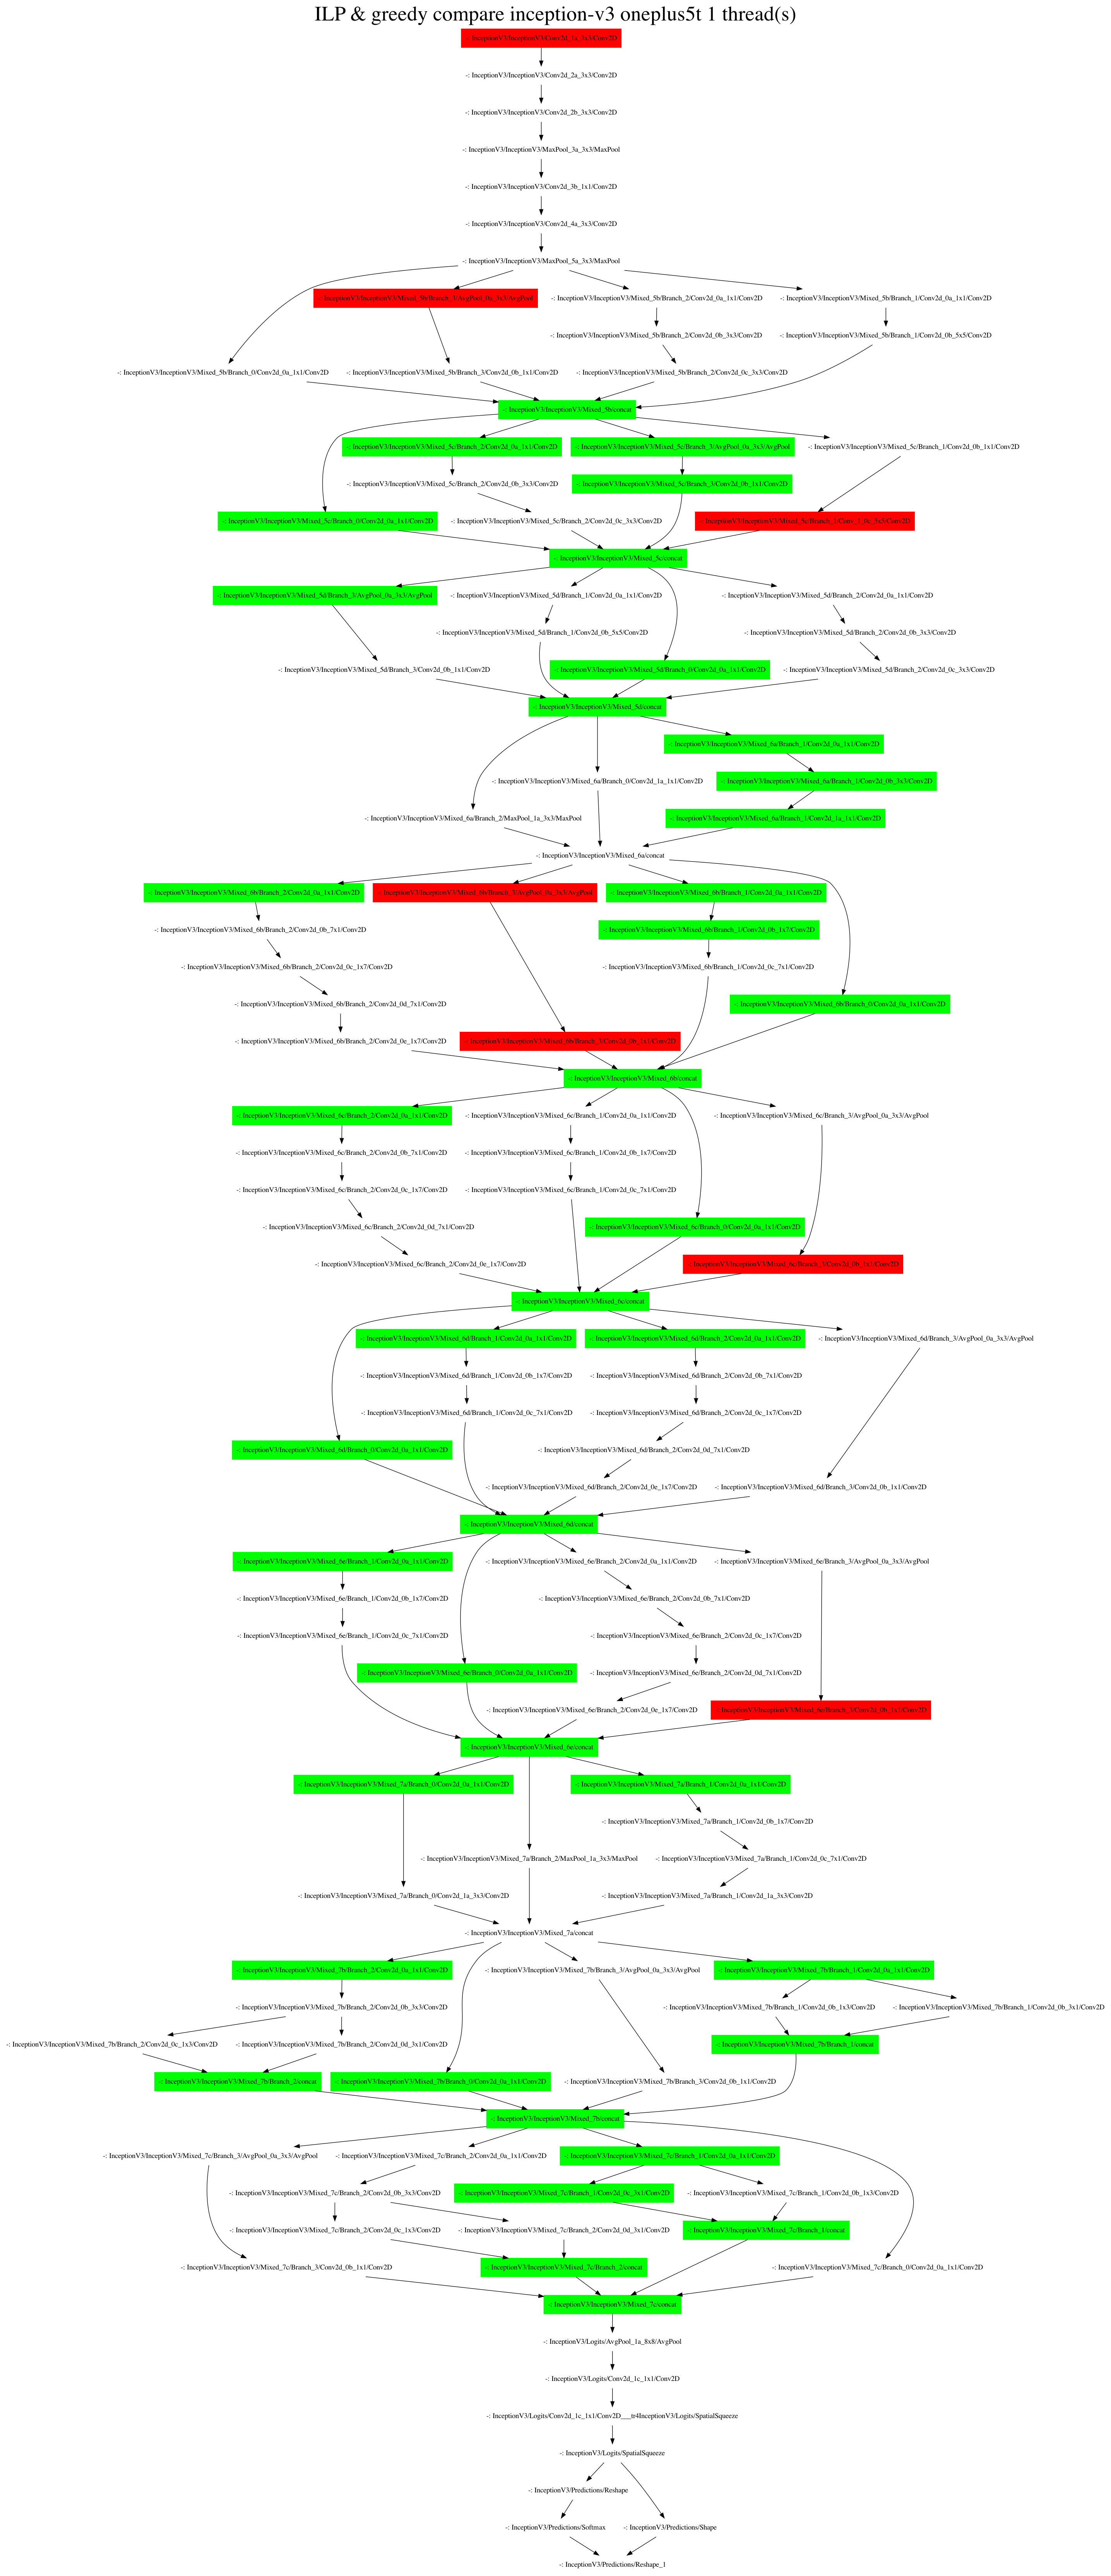 ILP & greedy compare inception-v3 oneplus5t 1 thread(s)
-: InceptionV3/InceptionV3/Conv2d_1a_3x3/Conv2D
-: InceptionV3/InceptionV3/Conv2d_2a_3x3/Conv2D
-: InceptionV3/InceptionV3/Conv2d_2b_3x3/Conv2D
-: InceptionV3/InceptionV3/MaxPool_3a_3x3/MaxPool
-: InceptionV3/InceptionV3/Conv2d_3b_1x1/Conv2D
-: InceptionV3/InceptionV3/Conv2d_4a_3x3/Conv2D
-: InceptionV3/InceptionV3/MaxPool_5a_3x3/MaxPool
-: InceptionV3/InceptionV3/Mixed_5b/Branch_3/AvgPool_0a_3x3/AvgPool
-: InceptionV3/InceptionV3/Mixed_5b/Branch_2/Conv2d_0a_1x1/Conv2D
-: InceptionV3/InceptionV3/Mixed_5b/Branch_1/Conv2d_0a_1x1/Conv2D
-: InceptionV3/InceptionV3/Mixed_5b/Branch_2/Conv2d_0b_3x3/Conv2D
-: InceptionV3/InceptionV3/Mixed_5b/Branch_1/Conv2d_0b_5x5/Conv2D
-: InceptionV3/InceptionV3/Mixed_5b/Branch_0/Conv2d_0a_1x1/Conv2D
-: InceptionV3/InceptionV3/Mixed_5b/Branch_3/Conv2d_0b_1x1/Conv2D
-: InceptionV3/InceptionV3/Mixed_5b/Branch_2/Conv2d_0c_3x3/Conv2D
-: InceptionV3/InceptionV3/Mixed_5b/concat
-: InceptionV3/InceptionV3/Mixed_5c/Branch_2/Conv2d_0a_1x1/Conv2D
-: InceptionV3/InceptionV3/Mixed_5c/Branch_3/AvgPool_0a_3x3/AvgPool
-: InceptionV3/InceptionV3/Mixed_5c/Branch_1/Conv2d_0b_1x1/Conv2D
-: InceptionV3/InceptionV3/Mixed_5c/Branch_2/Conv2d_0b_3x3/Conv2D
-: InceptionV3/InceptionV3/Mixed_5c/Branch_3/Conv2d_0b_1x1/Conv2D
-: InceptionV3/InceptionV3/Mixed_5c/Branch_0/Conv2d_0a_1x1/Conv2D
-: InceptionV3/InceptionV3/Mixed_5c/Branch_2/Conv2d_0c_3x3/Conv2D
-: InceptionV3/InceptionV3/Mixed_5c/Branch_1/Conv_1_0c_5x5/Conv2D
-: InceptionV3/InceptionV3/Mixed_5c/concat
-: InceptionV3/InceptionV3/Mixed_5d/Branch_3/AvgPool_0a_3x3/AvgPool
-: InceptionV3/InceptionV3/Mixed_5d/Branch_1/Conv2d_0a_1x1/Conv2D
-: InceptionV3/InceptionV3/Mixed_5d/Branch_2/Conv2d_0a_1x1/Conv2D
-: InceptionV3/InceptionV3/Mixed_5d/Branch_1/Conv2d_0b_5x5/Conv2D
-: InceptionV3/InceptionV3/Mixed_5d/Branch_2/Conv2d_0b_3x3/Conv2D
-: InceptionV3/InceptionV3/Mixed_5d/Branch_3/Conv2d_0b_1x1/Conv2D
-: InceptionV3/InceptionV3/Mixed_5d/Branch_0/Conv2d_0a_1x1/Conv2D
-: InceptionV3/InceptionV3/Mixed_5d/Branch_2/Conv2d_0c_3x3/Conv2D
-: InceptionV3/InceptionV3/Mixed_5d/concat
-: InceptionV3/InceptionV3/Mixed_6a/Branch_1/Conv2d_0a_1x1/Conv2D
-: InceptionV3/InceptionV3/Mixed_6a/Branch_0/Conv2d_1a_1x1/Conv2D
-: InceptionV3/InceptionV3/Mixed_6a/Branch_1/Conv2d_0b_3x3/Conv2D
-: InceptionV3/InceptionV3/Mixed_6a/Branch_2/MaxPool_1a_3x3/MaxPool
-: InceptionV3/InceptionV3/Mixed_6a/Branch_1/Conv2d_1a_1x1/Conv2D
-: InceptionV3/InceptionV3/Mixed_6a/concat
-: InceptionV3/InceptionV3/Mixed_6b/Branch_2/Conv2d_0a_1x1/Conv2D
-: InceptionV3/InceptionV3/Mixed_6b/Branch_3/AvgPool_0a_3x3/AvgPool
-: InceptionV3/InceptionV3/Mixed_6b/Branch_1/Conv2d_0a_1x1/Conv2D
-: InceptionV3/InceptionV3/Mixed_6b/Branch_2/Conv2d_0b_7x1/Conv2D
-: InceptionV3/InceptionV3/Mixed_6b/Branch_1/Conv2d_0b_1x7/Conv2D
-: InceptionV3/InceptionV3/Mixed_6b/Branch_2/Conv2d_0c_1x7/Conv2D
-: InceptionV3/InceptionV3/Mixed_6b/Branch_1/Conv2d_0c_7x1/Conv2D
-: InceptionV3/InceptionV3/Mixed_6b/Branch_2/Conv2d_0d_7x1/Conv2D
-: InceptionV3/InceptionV3/Mixed_6b/Branch_0/Conv2d_0a_1x1/Conv2D
-: InceptionV3/InceptionV3/Mixed_6b/Branch_2/Conv2d_0e_1x7/Conv2D
-: InceptionV3/InceptionV3/Mixed_6b/Branch_3/Conv2d_0b_1x1/Conv2D
-: InceptionV3/InceptionV3/Mixed_6b/concat
-: InceptionV3/InceptionV3/Mixed_6c/Branch_2/Conv2d_0a_1x1/Conv2D
-: InceptionV3/InceptionV3/Mixed_6c/Branch_1/Conv2d_0a_1x1/Conv2D
-: InceptionV3/InceptionV3/Mixed_6c/Branch_3/AvgPool_0a_3x3/AvgPool
-: InceptionV3/InceptionV3/Mixed_6c/Branch_2/Conv2d_0b_7x1/Conv2D
-: InceptionV3/InceptionV3/Mixed_6c/Branch_1/Conv2d_0b_1x7/Conv2D
-: InceptionV3/InceptionV3/Mixed_6c/Branch_2/Conv2d_0c_1x7/Conv2D
-: InceptionV3/InceptionV3/Mixed_6c/Branch_1/Conv2d_0c_7x1/Conv2D
-: InceptionV3/InceptionV3/Mixed_6c/Branch_2/Conv2d_0d_7x1/Conv2D
-: InceptionV3/InceptionV3/Mixed_6c/Branch_0/Conv2d_0a_1x1/Conv2D
-: InceptionV3/InceptionV3/Mixed_6c/Branch_2/Conv2d_0e_1x7/Conv2D
-: InceptionV3/InceptionV3/Mixed_6c/Branch_3/Conv2d_0b_1x1/Conv2D
-: InceptionV3/InceptionV3/Mixed_6c/concat
-: InceptionV3/InceptionV3/Mixed_6d/Branch_1/Conv2d_0a_1x1/Conv2D
-: InceptionV3/InceptionV3/Mixed_6d/Branch_2/Conv2d_0a_1x1/Conv2D
-: InceptionV3/InceptionV3/Mixed_6d/Branch_3/AvgPool_0a_3x3/AvgPool
-: InceptionV3/InceptionV3/Mixed_6d/Branch_1/Conv2d_0b_1x7/Conv2D
-: InceptionV3/InceptionV3/Mixed_6d/Branch_2/Conv2d_0b_7x1/Conv2D
-: InceptionV3/InceptionV3/Mixed_6d/Branch_1/Conv2d_0c_7x1/Conv2D
-: InceptionV3/InceptionV3/Mixed_6d/Branch_2/Conv2d_0c_1x7/Conv2D
-: InceptionV3/InceptionV3/Mixed_6d/Branch_0/Conv2d_0a_1x1/Conv2D
-: InceptionV3/InceptionV3/Mixed_6d/Branch_2/Conv2d_0d_7x1/Conv2D
-: InceptionV3/InceptionV3/Mixed_6d/Branch_2/Conv2d_0e_1x7/Conv2D
-: InceptionV3/InceptionV3/Mixed_6d/Branch_3/Conv2d_0b_1x1/Conv2D
-: InceptionV3/InceptionV3/Mixed_6d/concat
-: InceptionV3/InceptionV3/Mixed_6e/Branch_1/Conv2d_0a_1x1/Conv2D
-: InceptionV3/InceptionV3/Mixed_6e/Branch_2/Conv2d_0a_1x1/Conv2D
-: InceptionV3/InceptionV3/Mixed_6e/Branch_3/AvgPool_0a_3x3/AvgPool
-: InceptionV3/InceptionV3/Mixed_6e/Branch_1/Conv2d_0b_1x7/Conv2D
-: InceptionV3/InceptionV3/Mixed_6e/Branch_2/Conv2d_0b_7x1/Conv2D
-: InceptionV3/InceptionV3/Mixed_6e/Branch_1/Conv2d_0c_7x1/Conv2D
-: InceptionV3/InceptionV3/Mixed_6e/Branch_2/Conv2d_0c_1x7/Conv2D
-: InceptionV3/InceptionV3/Mixed_6e/Branch_0/Conv2d_0a_1x1/Conv2D
-: InceptionV3/InceptionV3/Mixed_6e/Branch_2/Conv2d_0d_7x1/Conv2D
-: InceptionV3/InceptionV3/Mixed_6e/Branch_2/Conv2d_0e_1x7/Conv2D
-: InceptionV3/InceptionV3/Mixed_6e/Branch_3/Conv2d_0b_1x1/Conv2D
-: InceptionV3/InceptionV3/Mixed_6e/concat
-: InceptionV3/InceptionV3/Mixed_7a/Branch_0/Conv2d_0a_1x1/Conv2D
-: InceptionV3/InceptionV3/Mixed_7a/Branch_1/Conv2d_0a_1x1/Conv2D
-: InceptionV3/InceptionV3/Mixed_7a/Branch_1/Conv2d_0b_1x7/Conv2D
-: InceptionV3/InceptionV3/Mixed_7a/Branch_2/MaxPool_1a_3x3/MaxPool
-: InceptionV3/InceptionV3/Mixed_7a/Branch_1/Conv2d_0c_7x1/Conv2D
-: InceptionV3/InceptionV3/Mixed_7a/Branch_0/Conv2d_1a_3x3/Conv2D
-: InceptionV3/InceptionV3/Mixed_7a/Branch_1/Conv2d_1a_3x3/Conv2D
-: InceptionV3/InceptionV3/Mixed_7a/concat
-: InceptionV3/InceptionV3/Mixed_7b/Branch_2/Conv2d_0a_1x1/Conv2D
-: InceptionV3/InceptionV3/Mixed_7b/Branch_3/AvgPool_0a_3x3/AvgPool
-: InceptionV3/InceptionV3/Mixed_7b/Branch_1/Conv2d_0a_1x1/Conv2D
-: InceptionV3/InceptionV3/Mixed_7b/Branch_2/Conv2d_0b_3x3/Conv2D
-: InceptionV3/InceptionV3/Mixed_7b/Branch_1/Conv2d_0b_1x3/Conv2D
-: InceptionV3/InceptionV3/Mixed_7b/Branch_1/Conv2d_0b_3x1/Conv2D
-: InceptionV3/InceptionV3/Mixed_7b/Branch_2/Conv2d_0c_1x3/Conv2D
-: InceptionV3/InceptionV3/Mixed_7b/Branch_2/Conv2d_0d_3x1/Conv2D
-: InceptionV3/InceptionV3/Mixed_7b/Branch_1/concat
-: InceptionV3/InceptionV3/Mixed_7b/Branch_2/concat
-: InceptionV3/InceptionV3/Mixed_7b/Branch_0/Conv2d_0a_1x1/Conv2D
-: InceptionV3/InceptionV3/Mixed_7b/Branch_3/Conv2d_0b_1x1/Conv2D
-: InceptionV3/InceptionV3/Mixed_7b/concat
-: InceptionV3/InceptionV3/Mixed_7c/Branch_3/AvgPool_0a_3x3/AvgPool
-: InceptionV3/InceptionV3/Mixed_7c/Branch_2/Conv2d_0a_1x1/Conv2D
-: InceptionV3/InceptionV3/Mixed_7c/Branch_1/Conv2d_0a_1x1/Conv2D
-: InceptionV3/InceptionV3/Mixed_7c/Branch_2/Conv2d_0b_3x3/Conv2D
-: InceptionV3/InceptionV3/Mixed_7c/Branch_1/Conv2d_0c_3x1/Conv2D
-: InceptionV3/InceptionV3/Mixed_7c/Branch_1/Conv2d_0b_1x3/Conv2D
-: InceptionV3/InceptionV3/Mixed_7c/Branch_2/Conv2d_0c_1x3/Conv2D
-: InceptionV3/InceptionV3/Mixed_7c/Branch_2/Conv2d_0d_3x1/Conv2D
-: InceptionV3/InceptionV3/Mixed_7c/Branch_1/concat
-: InceptionV3/InceptionV3/Mixed_7c/Branch_3/Conv2d_0b_1x1/Conv2D
-: InceptionV3/InceptionV3/Mixed_7c/Branch_2/concat
-: InceptionV3/InceptionV3/Mixed_7c/Branch_0/Conv2d_0a_1x1/Conv2D
-: InceptionV3/InceptionV3/Mixed_7c/concat
-: InceptionV3/Logits/AvgPool_1a_8x8/AvgPool
-: InceptionV3/Logits/Conv2d_1c_1x1/Conv2D
-: InceptionV3/Logits/Conv2d_1c_1x1/Conv2D___tr4InceptionV3/Logits/SpatialSqueeze
-: InceptionV3/Logits/SpatialSqueeze
-: InceptionV3/Predictions/Reshape
-: InceptionV3/Predictions/Softmax
-: InceptionV3/Predictions/Shape
-: InceptionV3/Predictions/Reshape_1